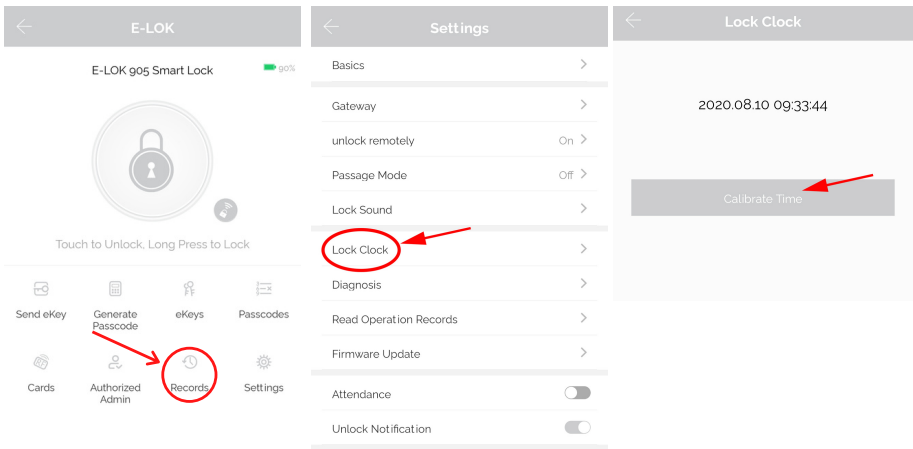 E-LOK
E-LOK 905 Smart Lock
90%
Touch to Unlock, Long Press to Lock
Send eKey
Generate
Passcode
eKeys
Passcodes
Cards
Authorized
Admin
Records
Settings
Settings
Basics
Gateway
unlock remotely On
Passage Mode Off
Lock Sound
Lock Clock
Diagnosis
Read Operation Records
Firmware Update
Attendance
Unlock Notification
Lock Clock
2020.08.10 09:33:44
Calibrate Time